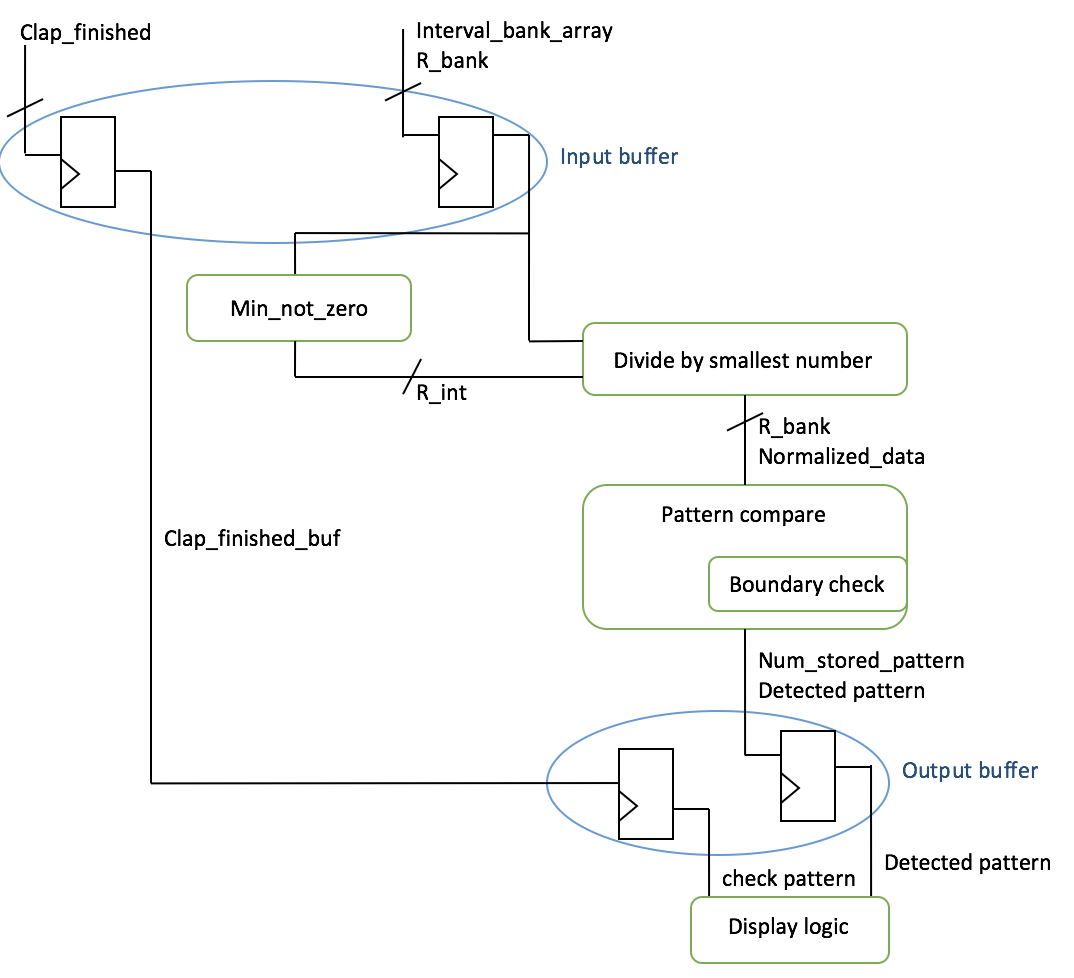 Clap_finished
Interval_bank_array
R_bank
Input buffer
Min_not_zero
Divide by smallest number
R_int
R_bank
Normalized_data
Pattern compare
Clap_finished_buf
Boundary check
Num_stored_pattern
Detected pattern
Output buffer
Detected pattern
check pattern
Display logic